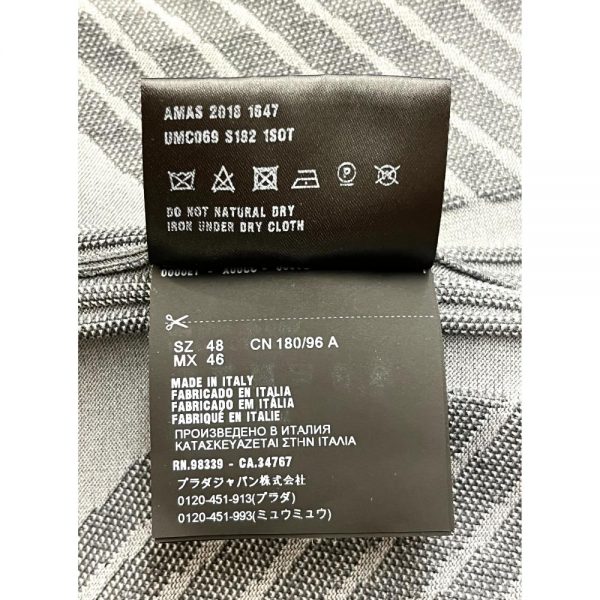 AMAS 2018 1647
UMC069 S182 1SOT
DO NOT NATURAL DRY
IRON UNDER DRY CLOTH
SZ 48 CN 180/96 A
MX 46
MADE IN ITALY
FABRICADO EN ITALIA
FABRICADO EM ITÁLIA
FABRIQUÉ EN ITALIE
ПРОИЗВЕДЕНО В ИТАЛИЯ
ΚΑΤΑΣΚΕΥΑΖΕΤΑΙ ΣΤΗΝ ΙΤΑΛΙΑ
RN.98339 - CA.34767
プラダジャパン株式会社
0120-451-913(プラダ)
0120-451-993(ミュウミュウ)